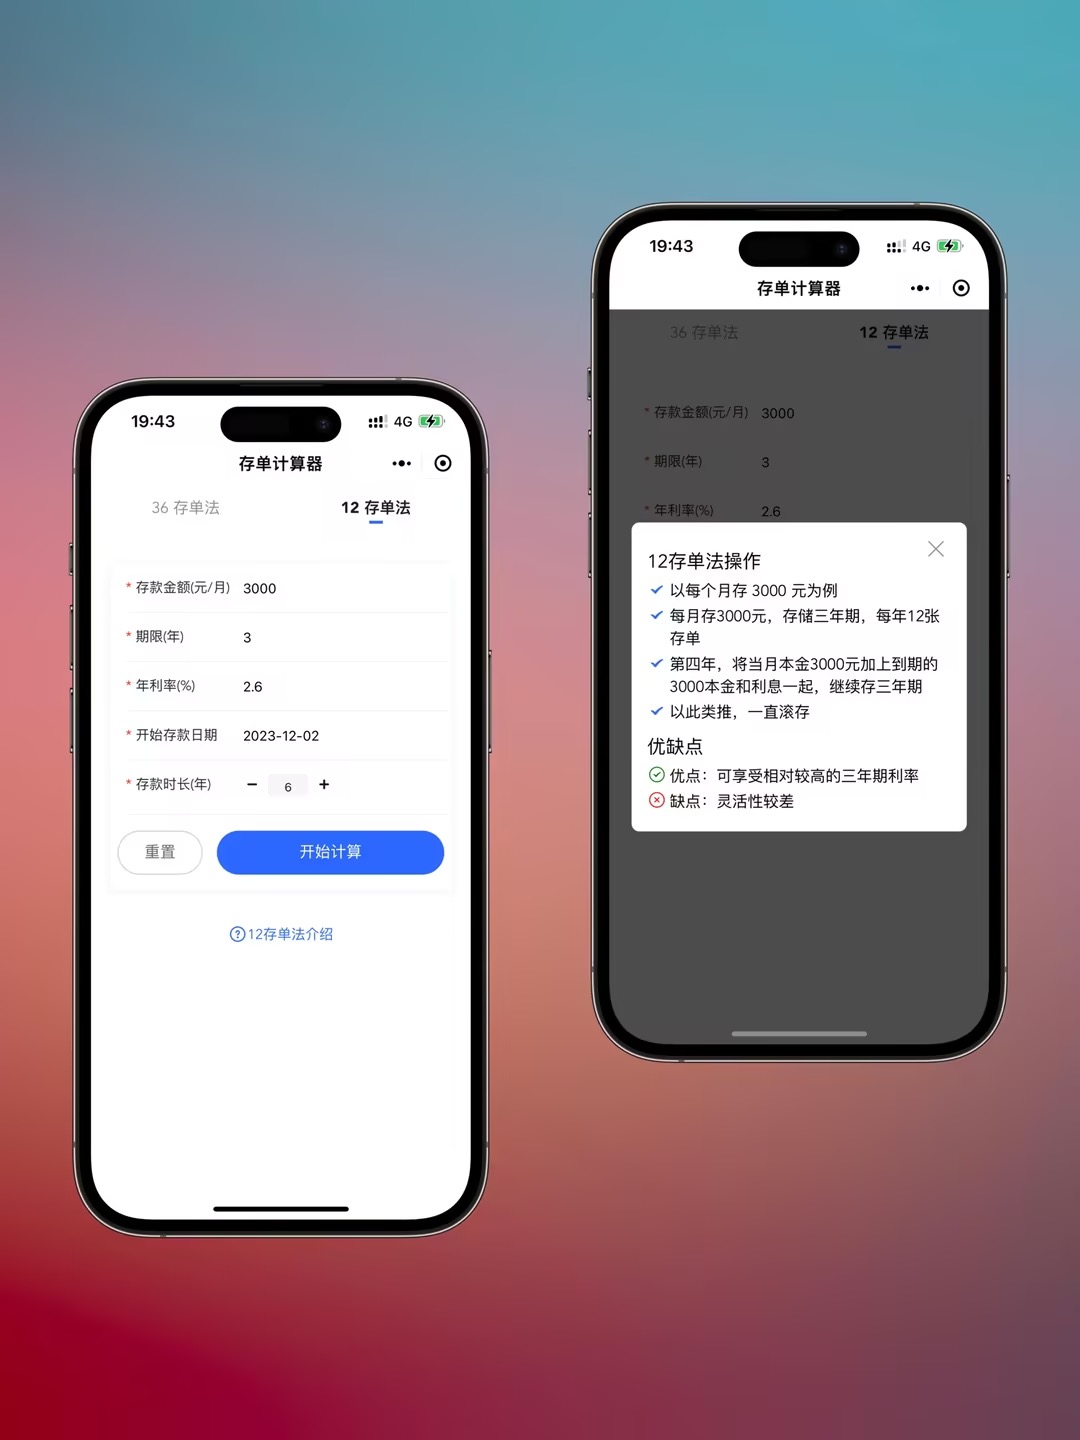 19:43
4G
存单计算器
36 存单法
12 存单法
* 存款金额(元/月) 3000
* 期限(年) 3
* 年利率(%) 2.6
* 开始存款日期 2023-12-02
* 存款时长(年) − 6 +
重置
开始计算
?12存单法介绍
19:43
4G
存单计算器
36 存单法
12 存单法
* 存款金额(元/月) 3000
* 期限(年) 3
* 年利率(%) 2.6
12存单法操作
以每个月存 3000 元为例
每月存3000元，存储三年期，每年12张
存单
第四年，将当月本金3000元加上到期的
3000本金和利息一起，继续存三年期
以此类推，一直滚存
优缺点
优点：可享受相对较高的三年期利率
缺点：灵活性较差